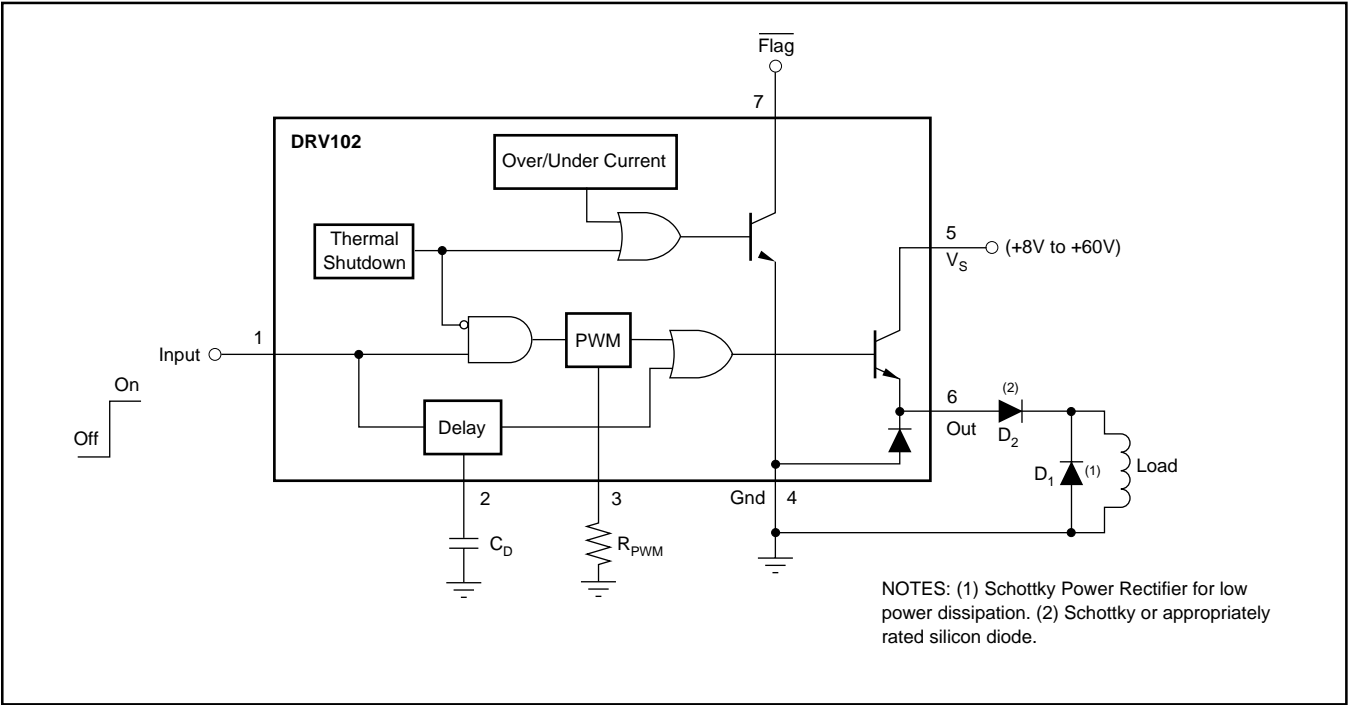 Flag
7
DRV102
Over/Under Current
Thermal
Shutdown
5
VS
(+8V to +60V)
1
Input
PWM
On
Off
Delay
6
Out
(2)
D2
D1
(1)
Load
2
3
Gnd
4
CD
RPWM
NOTES: (1) Schottky Power Rectifier for low
power dissipation. (2) Schottky or appropriately
rated silicon diode.